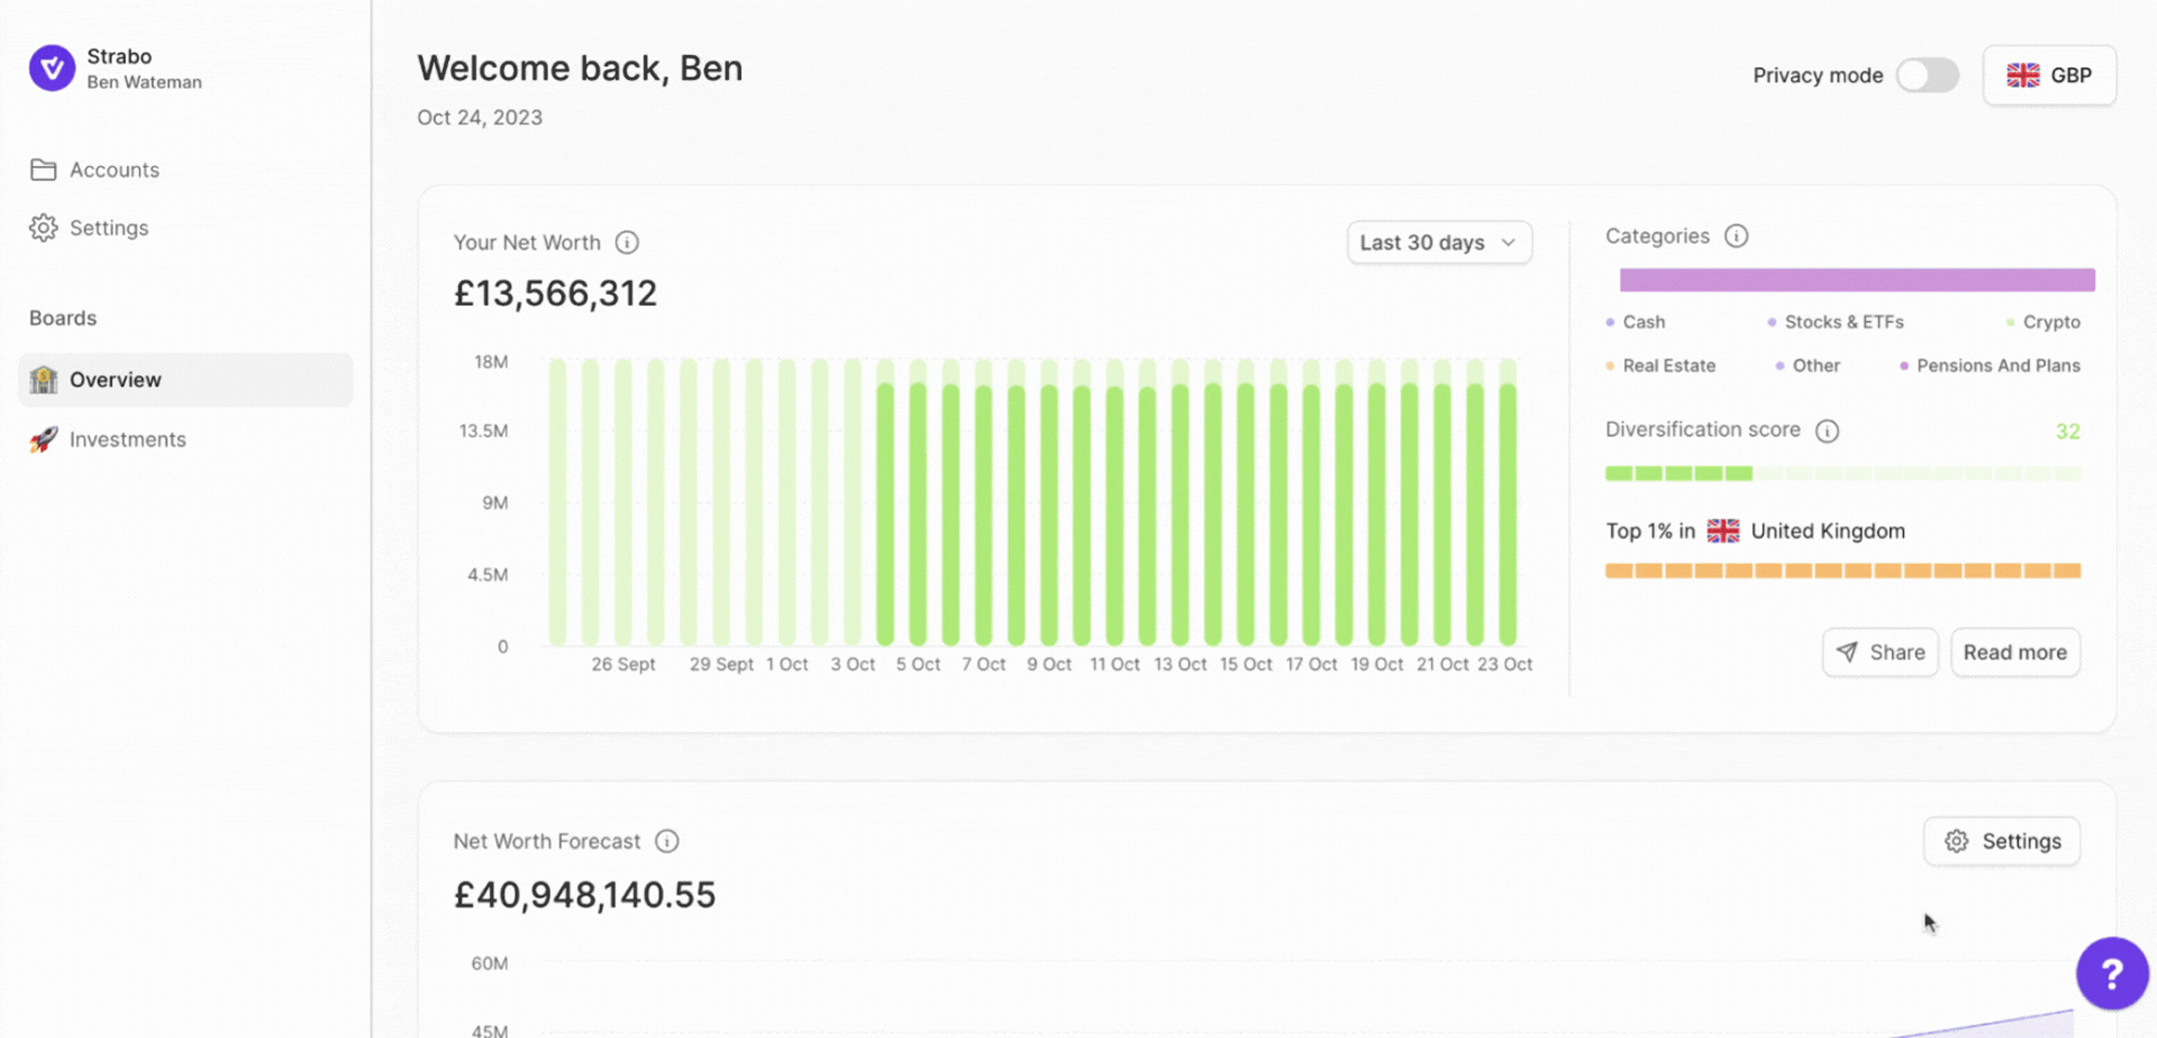 Strabo
Ben Wateman
Accounts
Settings
Boards
Overview
Investments
Welcome back, Ben
Oct 24, 2023
Privacy mode
GBP
Your Net Worth
£13,566,312
Last 30 days
18M
13.5M
9M
4.5M
0
26 Sept 29 Sept 1 Oct 3 Oct 5 Oct 7 Oct 9 Oct 11 Oct 13 Oct 15 Oct 17 Oct 19 Oct 21 Oct 23 Oct
Categories
Cash Stocks & ETFs Crypto
Real Estate Other Pensions And Plans
Diversification score 32
Top 1% in United Kingdom
Share Read more
Net Worth Forecast
£40,948,140.55
Settings
60M
45M
?